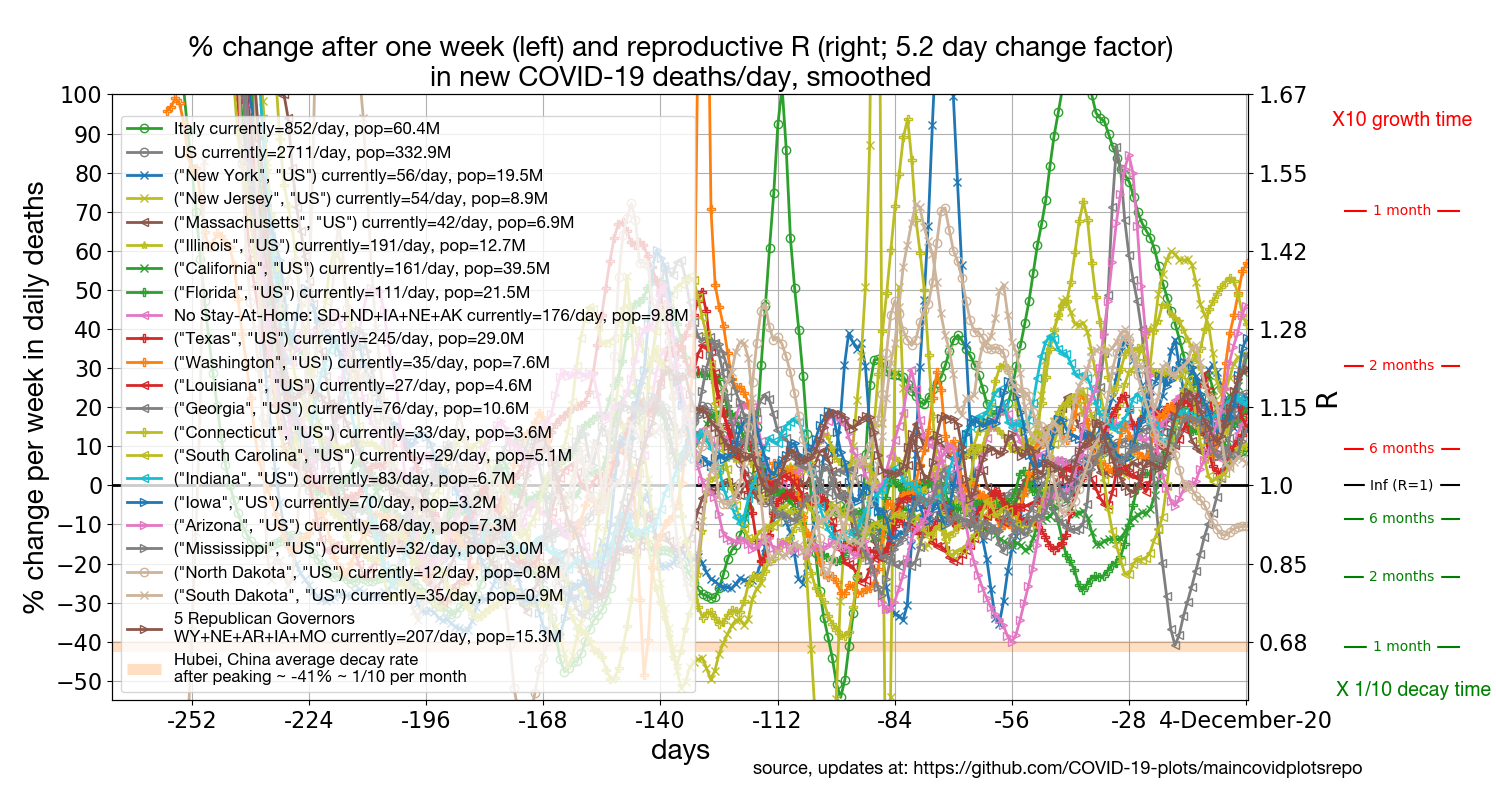 % change after one week (left) and reproductive R (right; 5.2 day change factor)
in new COVID-19 deaths/day, smoothed
% change per week in daily deaths
100
90
80
70
60
50
40
30
20
10
0
−10
−20
−30
−40
−50
Italy currently=852/day, pop=60.4M
US currently=2711/day, pop=332.9M
("New York", "US") currently=56/day, pop=19.5M
("New Jersey", "US") currently=54/day, pop=8.9M
("Massachusetts", "US") currently=42/day, pop=6.9M
("Illinois", "US") currently=191/day, pop=12.7M
("California", "US") currently=161/day, pop=39.5M
("Florida", "US") currently=111/day, pop=21.5M
No Stay-At-Home: SD+ND+IA+NE+AK currently=176/day, pop=9.8M
("Texas", "US") currently=245/day, pop=29.0M
("Washington", "US") currently=35/day, pop=7.6M
("Louisiana", "US") currently=27/day, pop=4.6M
("Georgia", "US") currently=76/day, pop=10.6M
("Connecticut", "US") currently=33/day, pop=3.6M
("South Carolina", "US") currently=29/day, pop=5.1M
("Indiana", "US") currently=83/day, pop=6.7M
("Iowa", "US") currently=70/day, pop=3.2M
("Arizona", "US") currently=68/day, pop=7.3M
("Mississippi", "US") currently=32/day, pop=3.0M
("North Dakota", "US") currently=12/day, pop=0.8M
("South Dakota", "US") currently=35/day, pop=0.9M
5 Republican Governors
WY+NE+AR+IA+MO currently=207/day, pop=15.3M
Hubei, China average decay rate
after peaking ~ -41% ~ 1/10 per month
-252
-224
-196
-168
-140
-112
-84
-56
-28
4-December-20
days
1.67
1.55
1.42
1.28
1.15
1.0
0.85
0.68
R
X10 growth time
1 month
2 months
6 months
Inf (R=1)
6 months
2 months
1 month
X 1/10 decay time
source, updates at: https://github.com/COVID-19-plots/maincovidplotsrepo